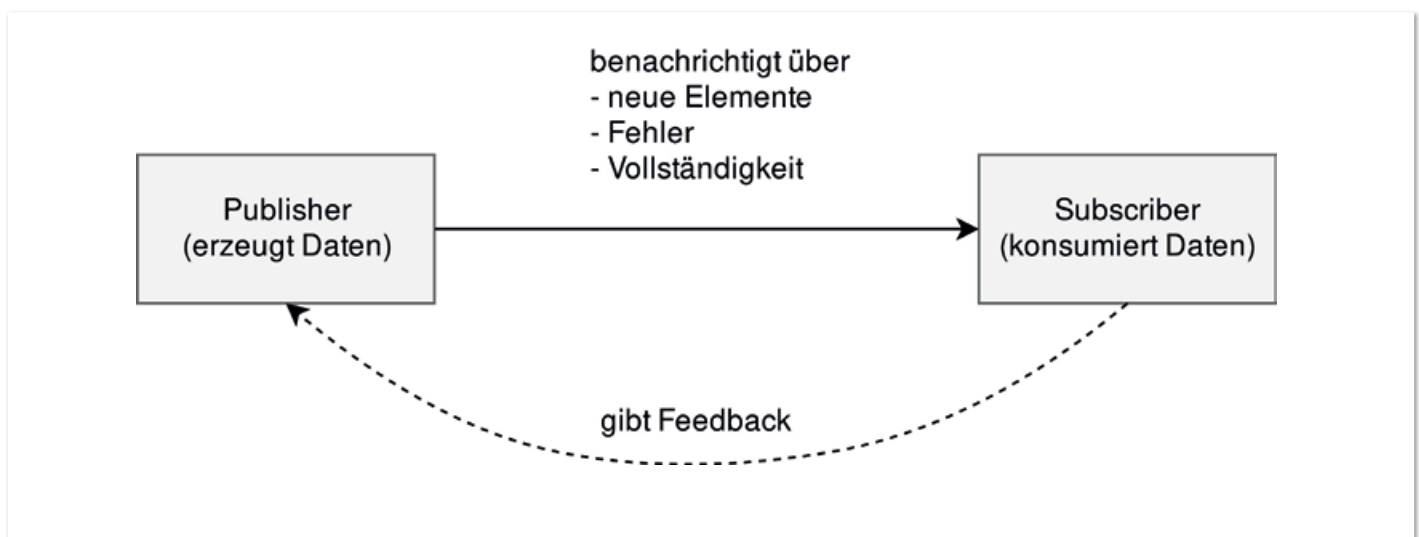 benachrichtigt über
- neue Elemente
- Fehler
- Vollständigkeit
Publisher
(erzeugt Daten)
Subscriber
(konsumiert Daten)
gibt Feedback